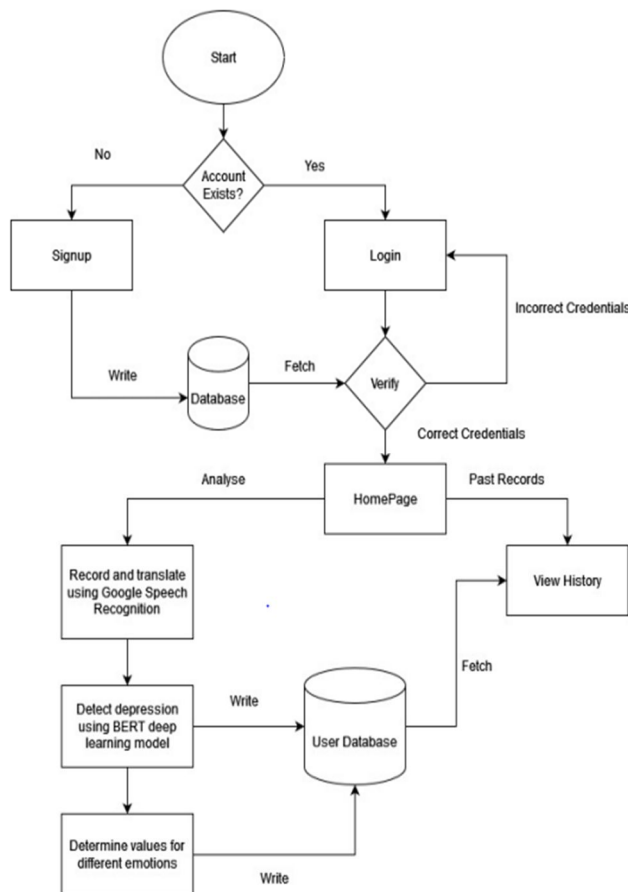 Start
No
Account
Exists?
Yes
Signup
Login
Incorrect Credentials
Write
Database
Fetch
Verify
Correct Credentials
Analyse
HomePage
Past Records
Record and translate
using Google Speech
Recognition
View History
Fetch
Detect depression
using BERT deep
learning model
Write
User Database
Determine values for
different emotions
Write